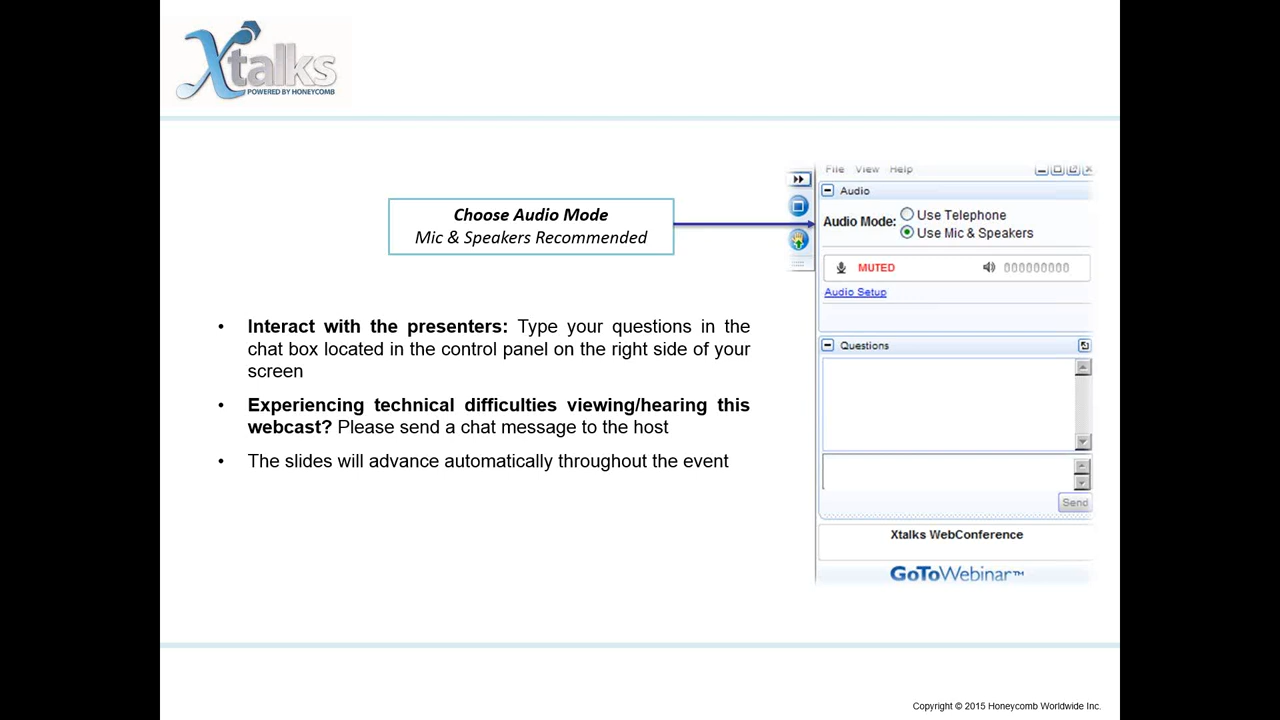 Xtalks
POWERED BY HONEYCOMB
File View Help
Audio
Choose Audio Mode
Mic & Speakers Recommended
Audio Mode: Use Telephone
Use Mic & Speakers
MUTED 000000000
Audio Setup
• Interact with the presenters: Type your questions in the
chat box located in the control panel on the right side of your
screen
• Experiencing technical difficulties viewing/hearing this
webcast? Please send a chat message to the host
• The slides will advance automatically throughout the event
Questions
Send
Xtalks WebConference
GoToWebinar™
Copyright © 2015 Honeycomb Worldwide Inc.